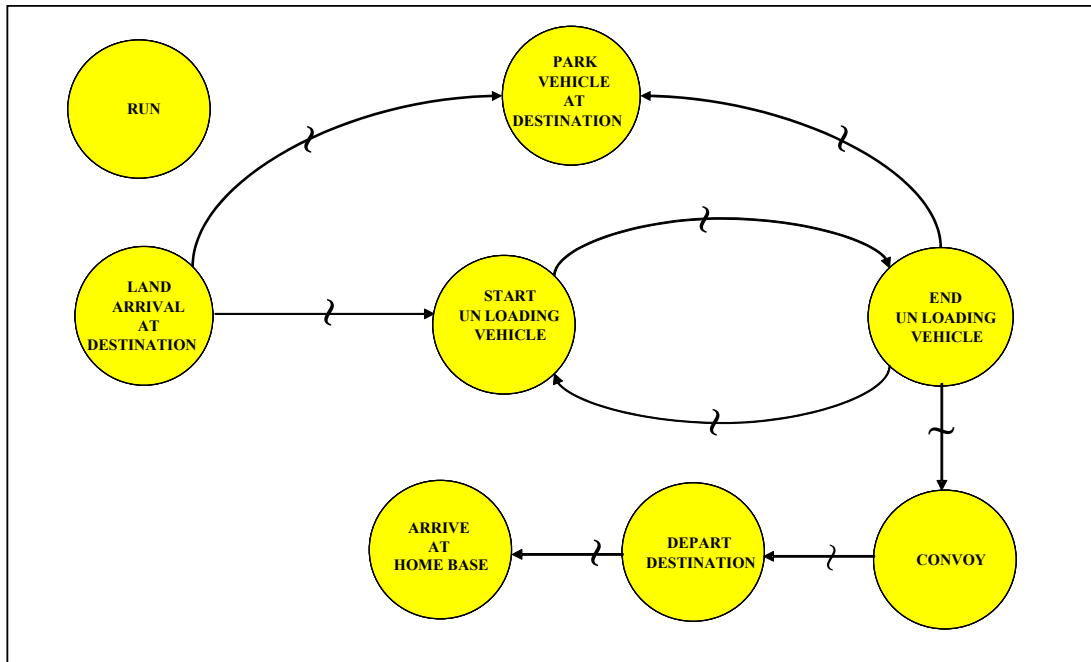 RUN
PARK
VEHICLE
AT
DESTINATION
LAND
ARRIVAL
AT
DESTINATION
START
UN LOADING
VEHICLE
END
UN LOADING
VEHICLE
ARRIVE
AT
HOME BASE
DEPART
DESTINATION
CONVOY